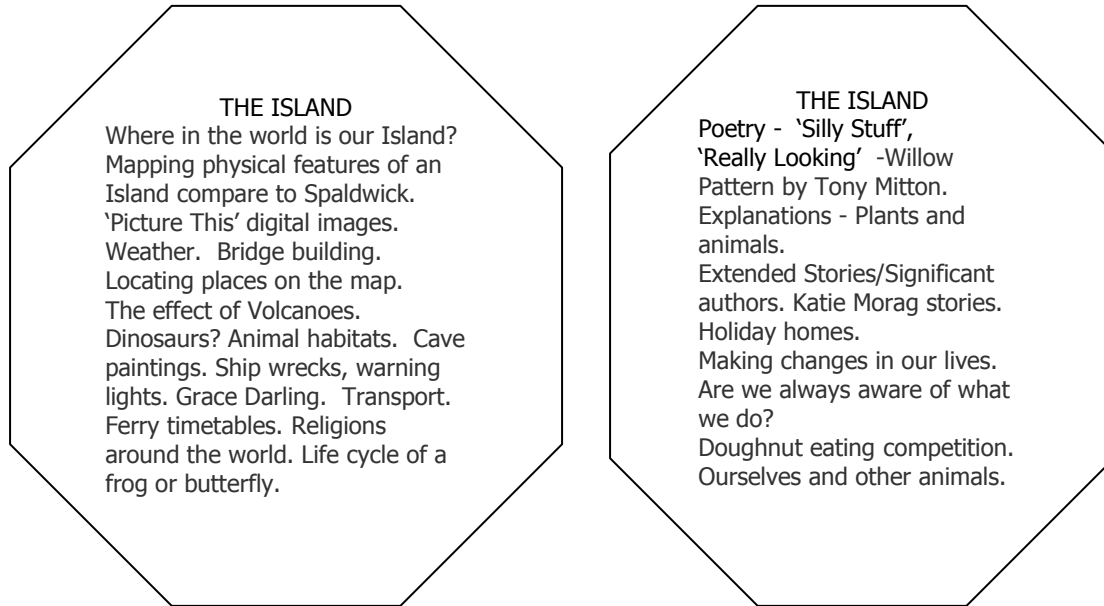 THE ISLAND
Where in the world is our Island?
Mapping physical features of an
Island compare to Spaldwick.
‘Picture This’ digital images.
Weather.  Bridge building.
Locating places on the map.
The effect of Volcanoes.
Dinosaurs? Animal habitats.  Cave
paintings. Ship wrecks, warning
lights. Grace Darling.  Transport.
Ferry timetables. Religions
around the world. Life cycle of a
frog or butterfly.
THE ISLAND
Poetry -  ‘Silly Stuff’,
‘Really Looking’  -Willow
Pattern by Tony Mitton.
Explanations - Plants and
animals.
Extended Stories/Significant
authors. Katie Morag stories.
Holiday homes.
Making changes in our lives.
Are we always aware of what
we do?
Doughnut eating competition.
Ourselves and other animals.